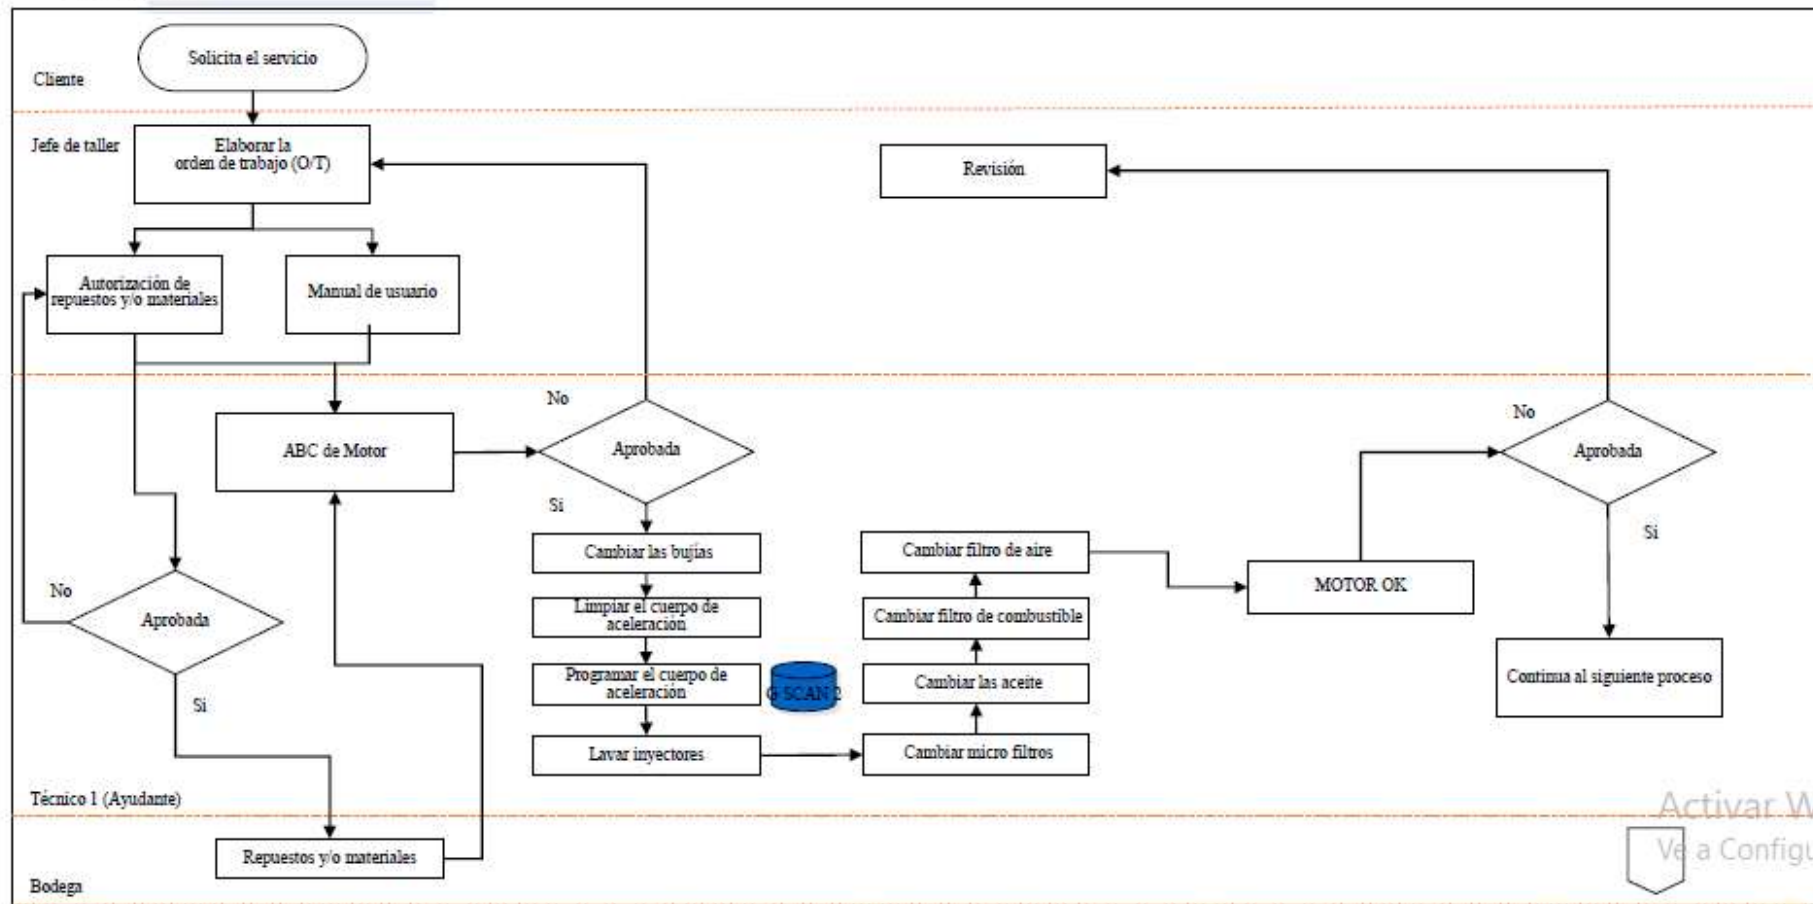 Solicita el servicio
Cliente
Jefe de taller
Elaborar la
orden de trabajo (O/T)
Revisión
Autorización de
repuestos y/o materiales
Manual de usuario
No
ABC de Motor
Aprobada
Si
No
Aprobada
Si
Cambiar las bujías
Limpiar el cuerpo de
aceleración
Programar el cuerpo de
aceleración
G SCAN 2
Lavar inyectores
Cambiar filtro de aire
Cambiar filtro de combustible
Cambiar las aceite
Cambiar micro filtros
MOTOR OK
Continua al siguiente proceso
No
Aprobada
Si
Técnico 1 (Ayudante)
Repuestos y/o materiales
Bodega
Activar W
Ve a Configu